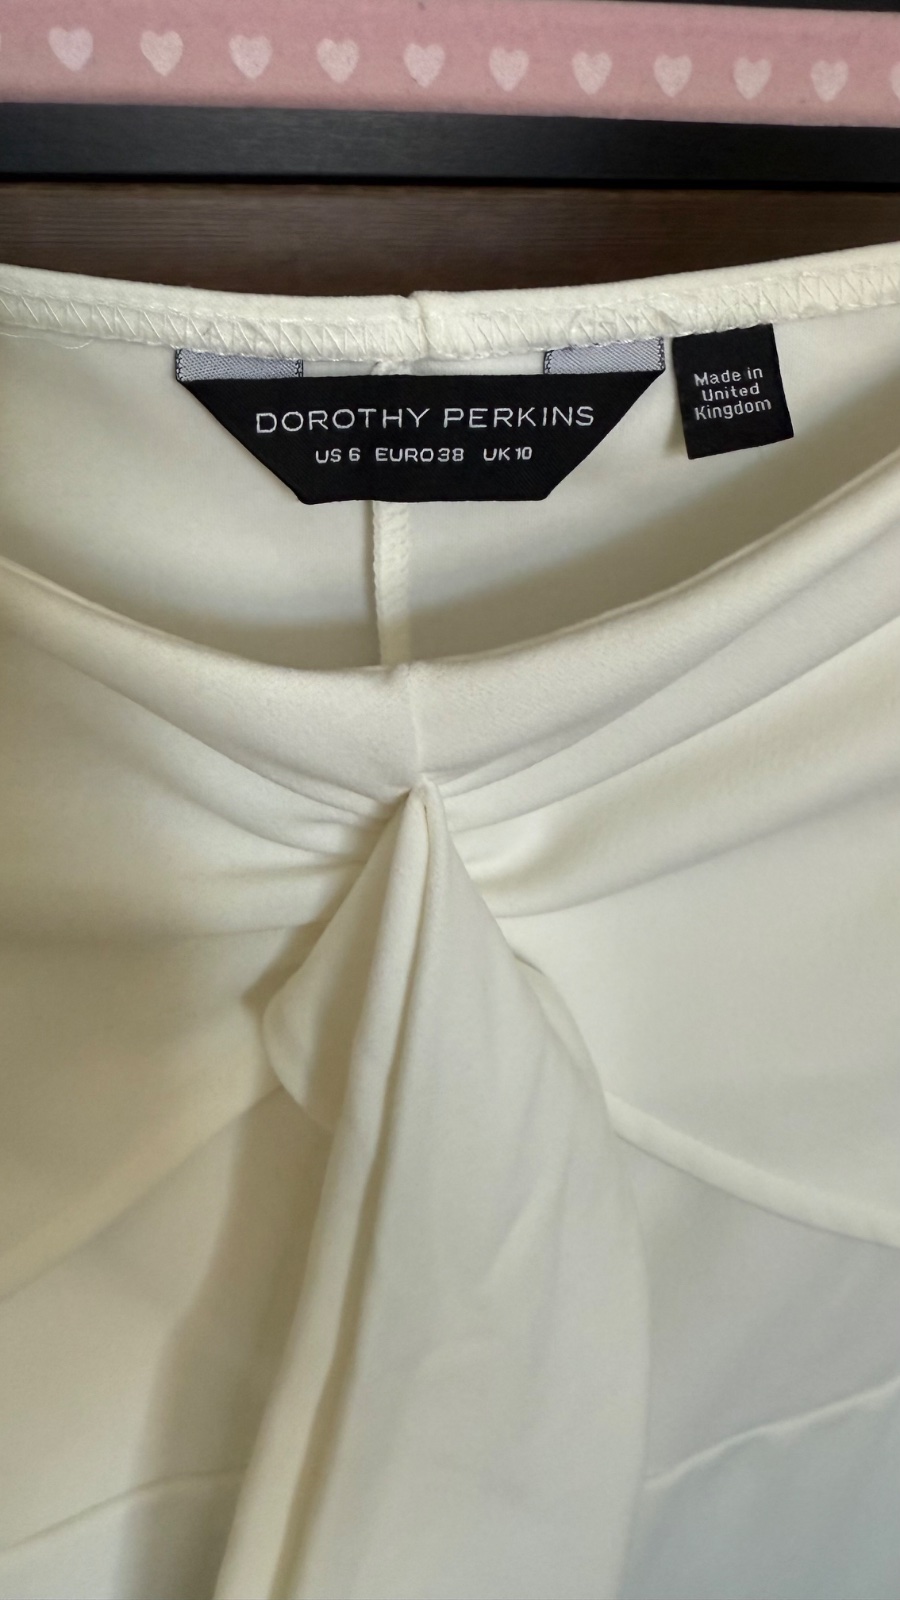 DOROTHY PERKINS
US 6 EURO 38 UK 10
Made in
United
Kingdom